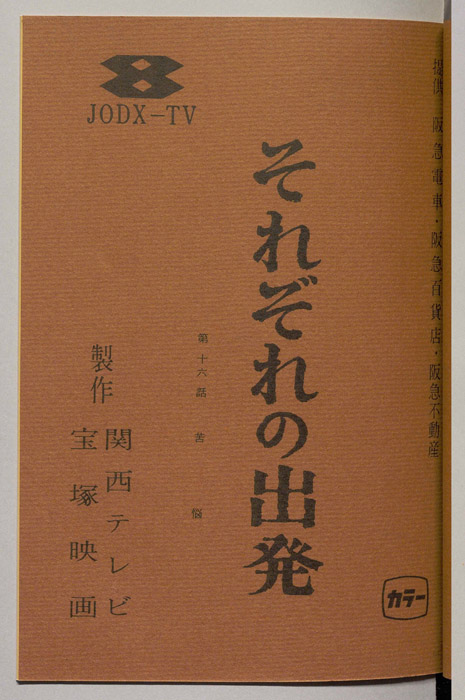 提供 阪急電車・阪急百貨店・阪急不動産
JODX-TV
それぞれの出発
第十六話 苦悩
製作
関西テレビ
宝塚映画
カラー